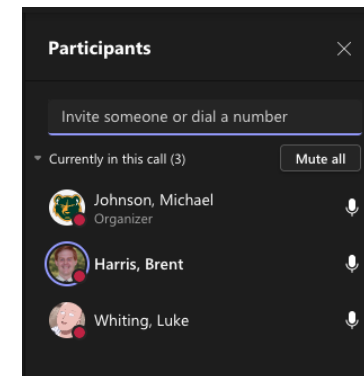 Participants
Invite someone or dial a number
Currently in this call (3)
Mute all
Johnson, Michael
Organizer
Harris, Brent
Whiting, Luke